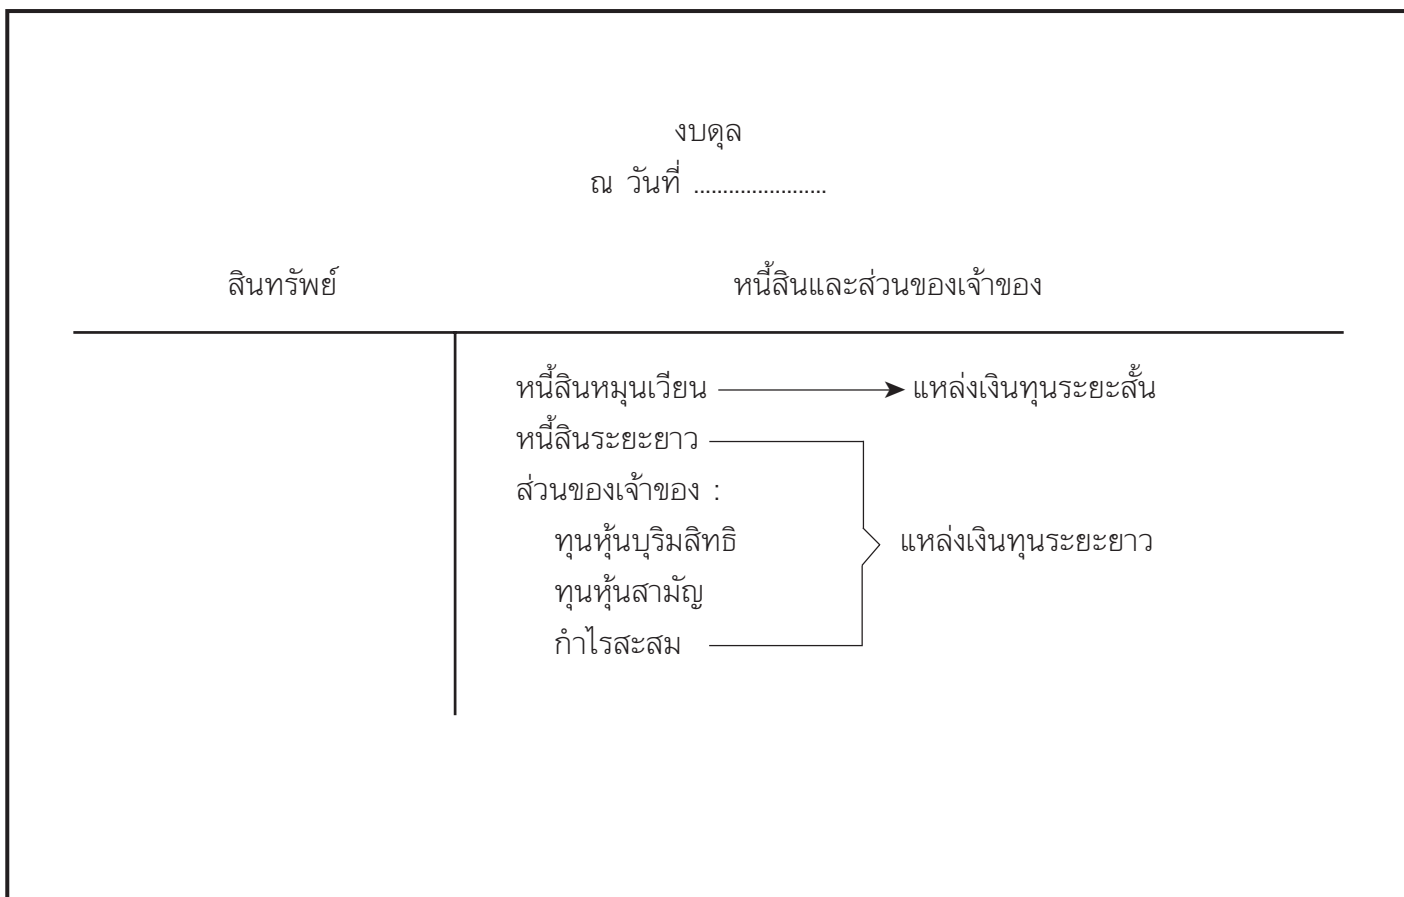 งบดุล
ณ วันที่ .......................
สินทรัพย์ หนี้สินและส่วนของเจ้าของ
หนี้สินหมุนเวียน แหล่งเงินทุนระยะสั้น
หนี้สินระยะยาว
ส่วนของเจ้าของ :
ทุนหุ้นบุริมสิทธิ แหล่งเงินทุนระยะยาว
ทุนหุ้นสามัญ
กำไรสะสม